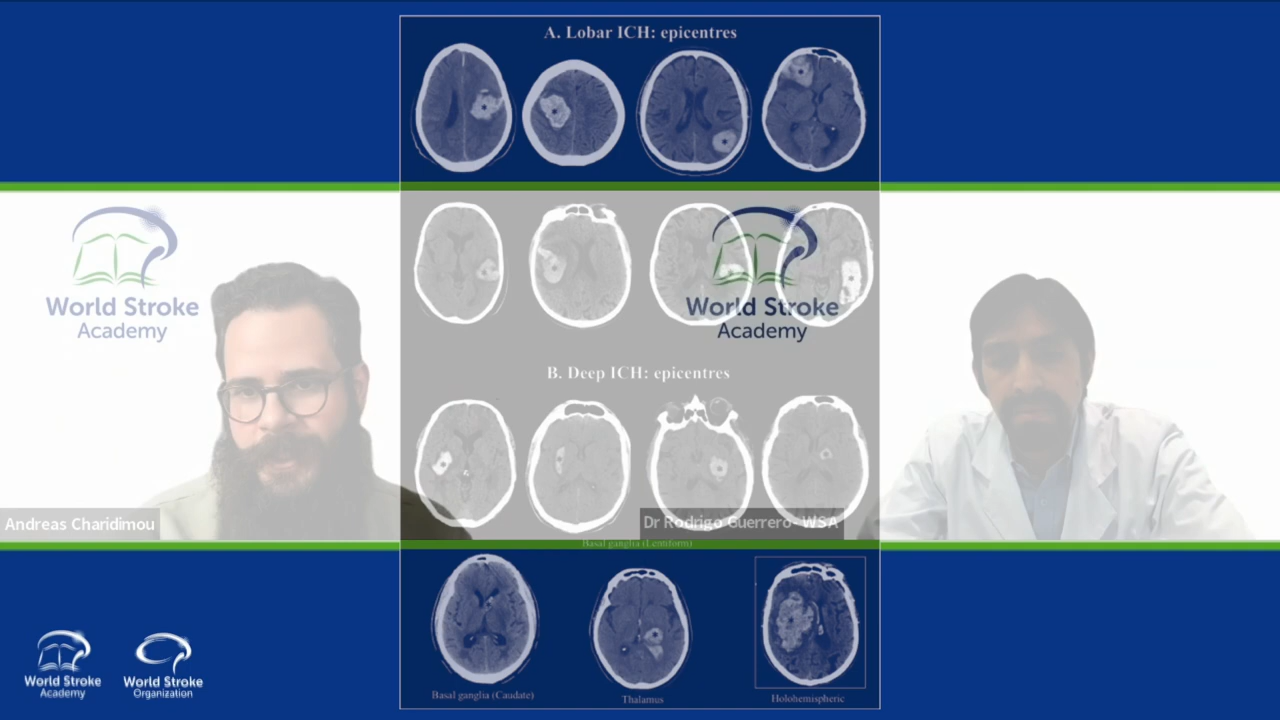 A. Lobar ICH: epicentres
World Stroke
Academy
World Stroke
Academy
B. Deep ICH: epicentres
Andreas Charidimou
Dr Rodrigo Guerrero- WSA
Basal ganglia (Lentiform)
Basal ganglia (Caudate)
Thalamus
Holohemispheric
World Stroke
Academy
World Stroke
Organization